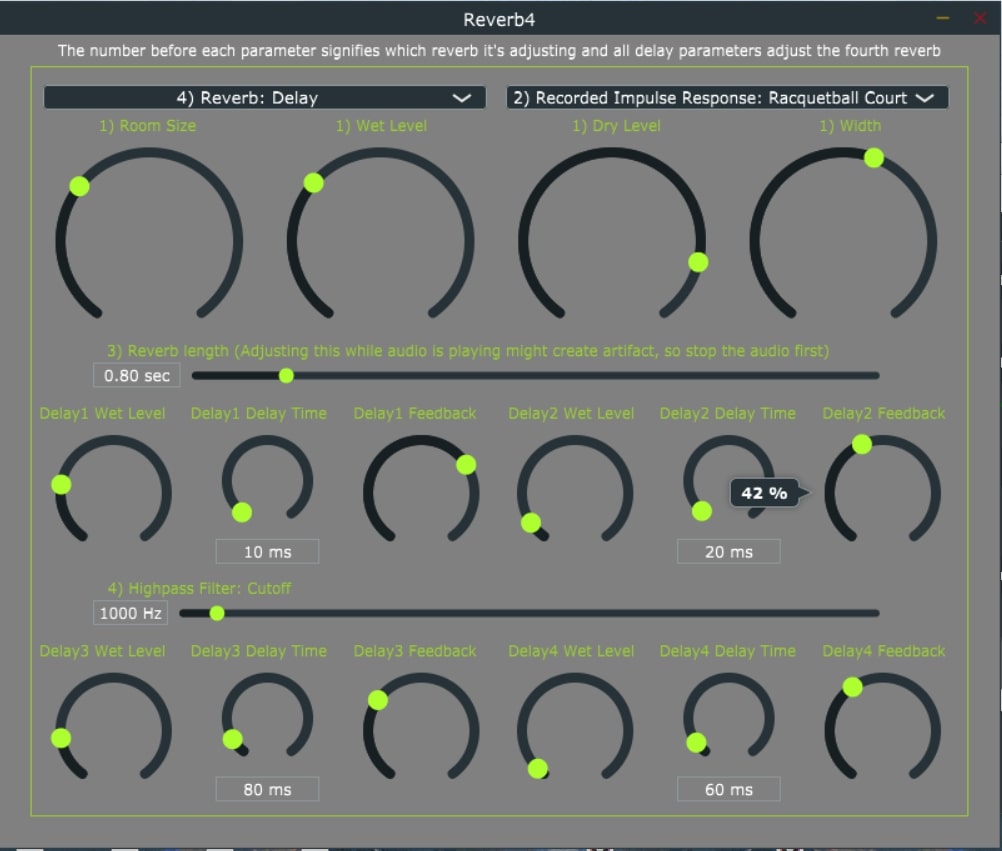 Reverb4
The number before each parameter signifies which reverb it's adjusting and all delay parameters adjust the fourth reverb
4) Reverb: Delay
2) Recorded Impulse Response: Racquetball Court
1) Room Size
1) Wet Level
1) Dry Level
1) Width
3) Reverb length (Adjusting this while audio is playing might create artifact, so stop the audio first)
0.80 sec
Delay1 Wet Level
Delay1 Delay Time
Delay1 Feedback
Delay2 Wet Level
Delay2 Delay Time
Delay2 Feedback
42 %
10 ms
20 ms
4) Highpass Filter: Cutoff
1000 Hz
Delay3 Wet Level
Delay3 Delay Time
Delay3 Feedback
Delay4 Wet Level
Delay4 Delay Time
Delay4 Feedback
80 ms
60 ms